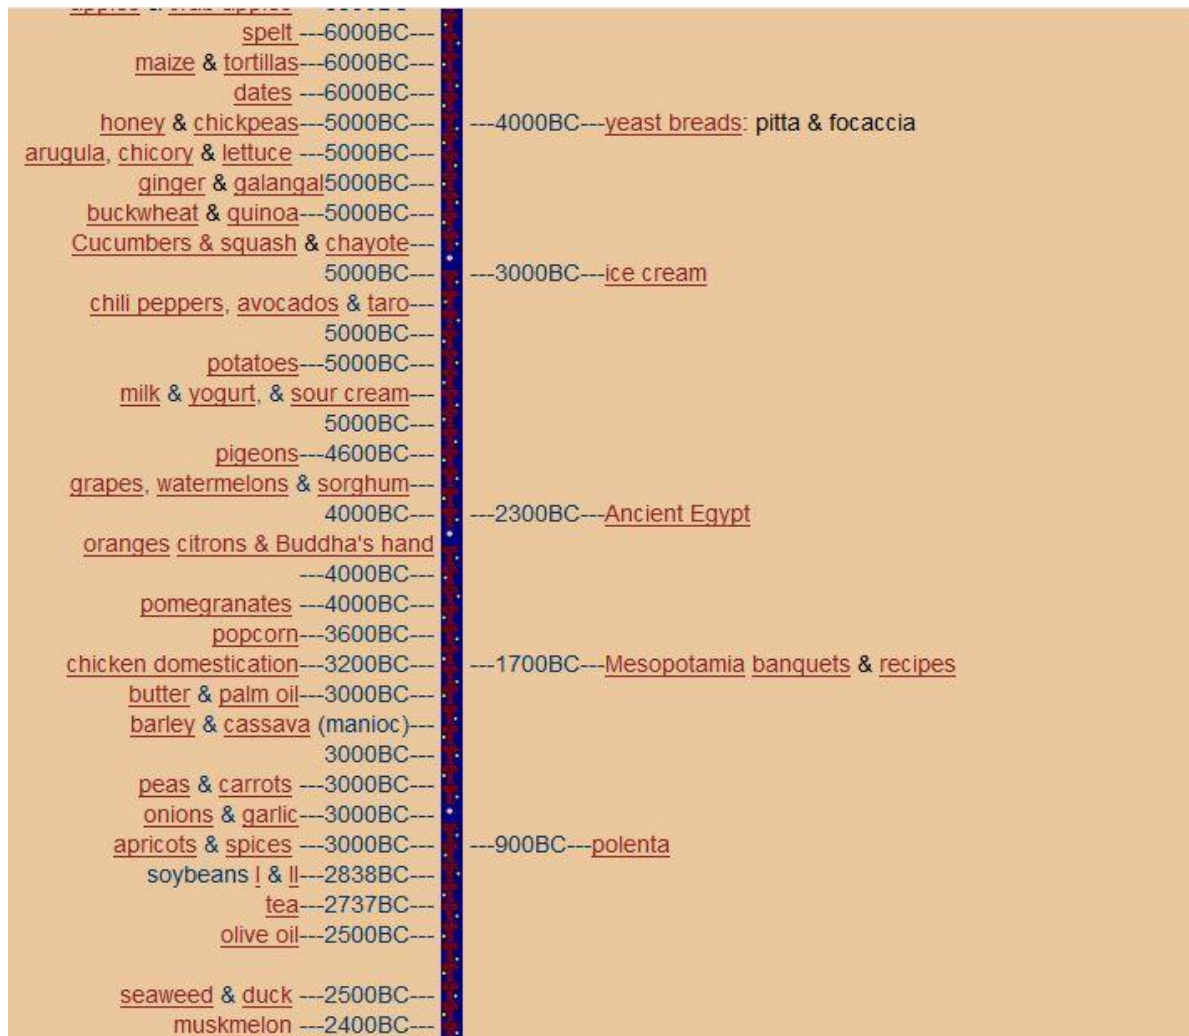 apples & crab apples ---6500BC---
spelt ---6000BC---
maize & tortillas---6000BC---
dates ---6000BC---
honey & chickpeas---5000BC--- ---4000BC---yeast breads: pitta & focaccia
arugula, chicory & lettuce ---5000BC---
ginger & galangal5000BC---
buckwheat & quinoa---5000BC---
Cucumbers & squash & chayote---
5000BC--- ---3000BC---ice cream
chili peppers, avocados & taro---
5000BC---
potatoes---5000BC---
milk & yogurt, & sour cream---
5000BC---
pigeons---4600BC---
grapes, watermelons & sorghum---
4000BC--- ---2300BC---Ancient Egypt
oranges citrons & Buddha's hand
---4000BC---
pomegranates ---4000BC---
popcorn---3600BC---
chicken domestication---3200BC--- ---1700BC---Mesopotamia banquets & recipes
butter & palm oil---3000BC---
barley & cassava (manioc)---
3000BC---
peas & carrots ---3000BC---
onions & garlic---3000BC---
apricots & spices ---3000BC--- ---900BC---polenta
soybeans I & II---2838BC---
tea---2737BC---
olive oil---2500BC---
seaweed & duck ---2500BC---
muskmelon ---2400BC---